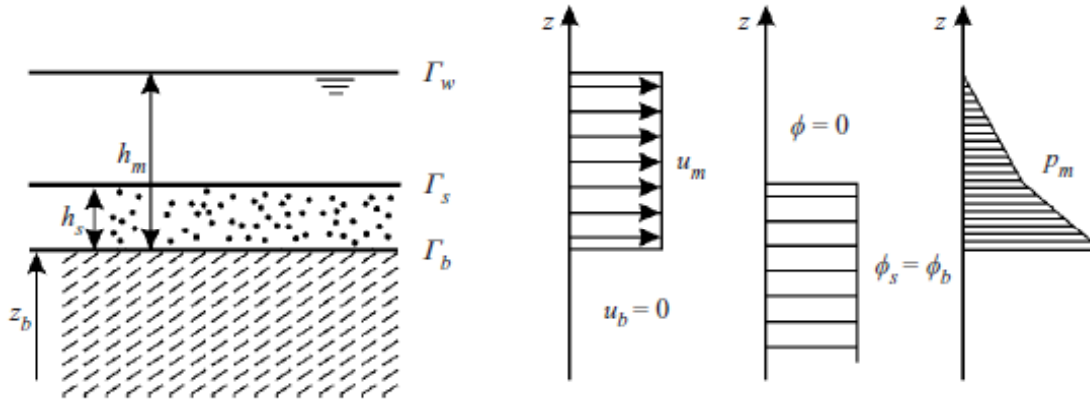 Γ_w
h_m
Γ_s
h_s
Γ_b
z_b
z
u_m
u_b = 0
z
ϕ = 0
ϕ_s = ϕ_b
z
p_m